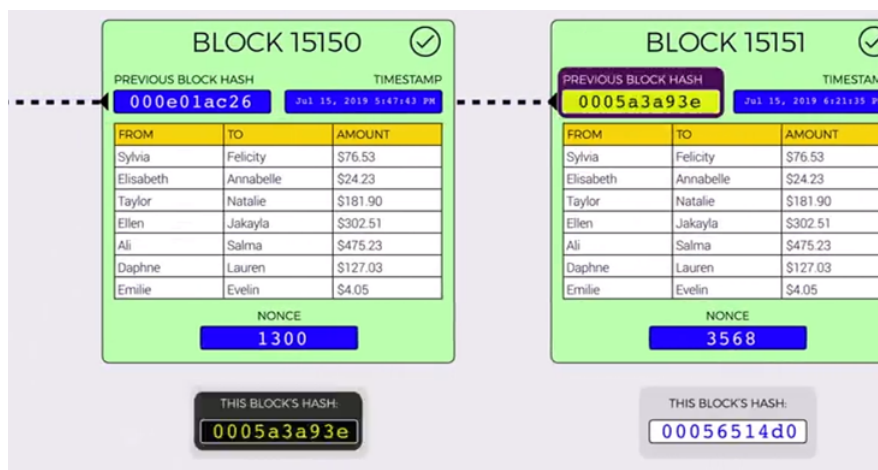 BLOCK 15150
PREVIOUS BLOCK HASH TIMESTAMP
000e01ac26 Jul 15, 2019 5:47:43 PM
FROM TO AMOUNT
Sylvia Felicity $76.53
Elisabeth Annabelle $24.23
Taylor Natalie $181.90
Ellen Jakayla $302.51
Ali Salma $475.23
Daphne Lauren $127.03
Emilie Evelin $4.05
NONCE
1300
THIS BLOCK'S HASH:
0005a3a93e
BLOCK 15151
PREVIOUS BLOCK HASH TIMESTAM
0005a3a93e Jul 15, 2019 6:21:35 P
FROM TO AMOUNT
Sylvia Felicity $76.53
Elisabeth Annabelle $24.23
Taylor Natalie $181.90
Ellen Jakayla $302.51
Ali Salma $475.23
Daphne Lauren $127.03
Emilie Evelin $4.05
NONCE
3568
THIS BLOCK'S HASH:
00056514d0